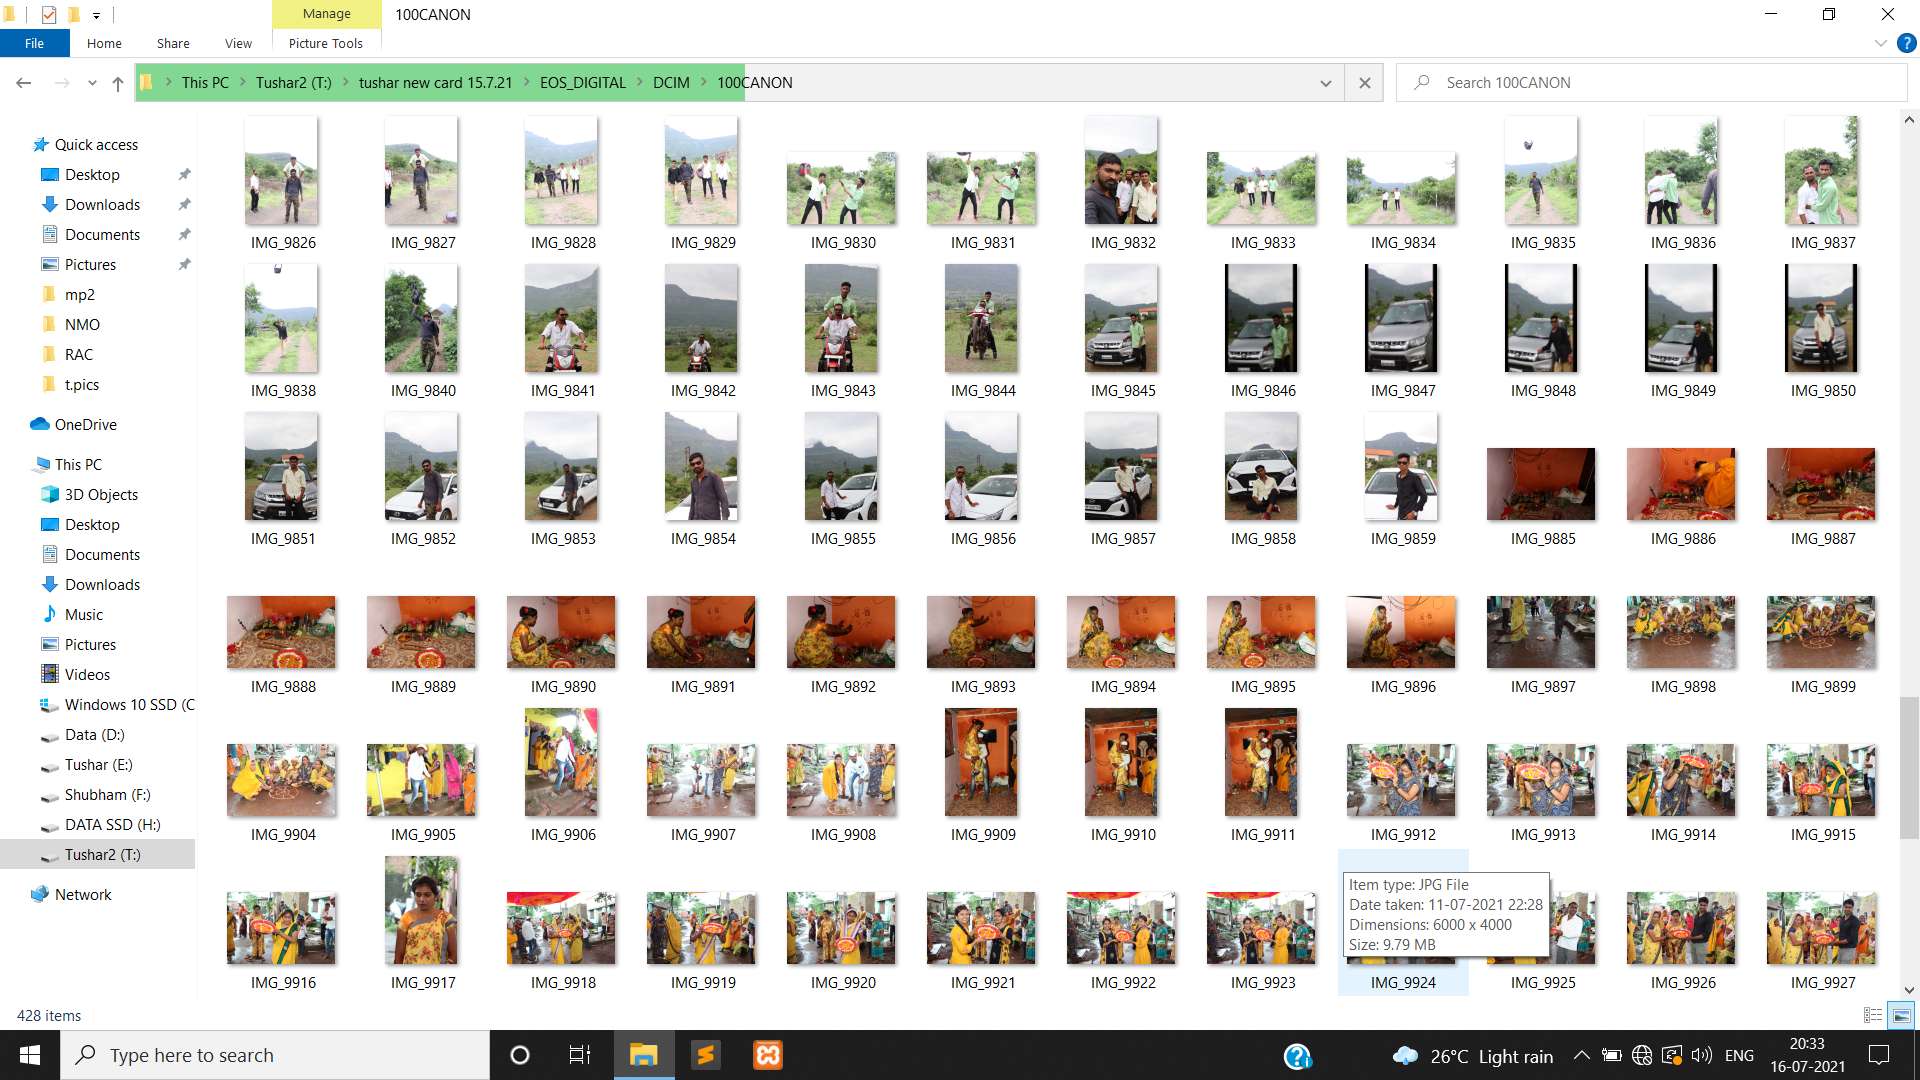 Manage
100CANON
File
Home
Share
View
Picture Tools
This PC
Tushar2 (T:)
tushar new card 15.7.21
EOS_DIGITAL
DCIM
100CANON
Search 100CANON
Quick access
Desktop
Downloads
Documents
Pictures
mp2
NMO
RAC
t.pics
OneDrive
This PC
3D Objects
Desktop
Documents
Downloads
Music
Pictures
Videos
Windows 10 SSD (C
Data (D:)
Tushar (E:)
Shubham (F:)
DATA SSD (H:)
Tushar2 (T:)
Network
IMG_9826 IMG_9827 IMG_9828 IMG_9829 IMG_9830 IMG_9831 IMG_9832 IMG_9833 IMG_9834 IMG_9835 IMG_9836 IMG_9837
IMG_9838 IMG_9840 IMG_9841 IMG_9842 IMG_9843 IMG_9844 IMG_9845 IMG_9846 IMG_9847 IMG_9848 IMG_9849 IMG_9850
IMG_9851 IMG_9852 IMG_9853 IMG_9854 IMG_9855 IMG_9856 IMG_9857 IMG_9858 IMG_9859 IMG_9885 IMG_9886 IMG_9887
IMG_9888 IMG_9889 IMG_9890 IMG_9891 IMG_9892 IMG_9893 IMG_9894 IMG_9895 IMG_9896 IMG_9897 IMG_9898 IMG_9899
IMG_9904 IMG_9905 IMG_9906 IMG_9907 IMG_9908 IMG_9909 IMG_9910 IMG_9911 IMG_9912 IMG_9913 IMG_9914 IMG_9915
Item type: JPG File
Date taken: 11-07-2021 22:28
Dimensions: 6000 x 4000
Size: 9.79 MB
IMG_9916 IMG_9917 IMG_9918 IMG_9919 IMG_9920 IMG_9921 IMG_9922 IMG_9923 IMG_9924 IMG_9925 IMG_9926 IMG_9927
428 items
Type here to search
26°C Light rain
ENG
20:33
16-07-2021